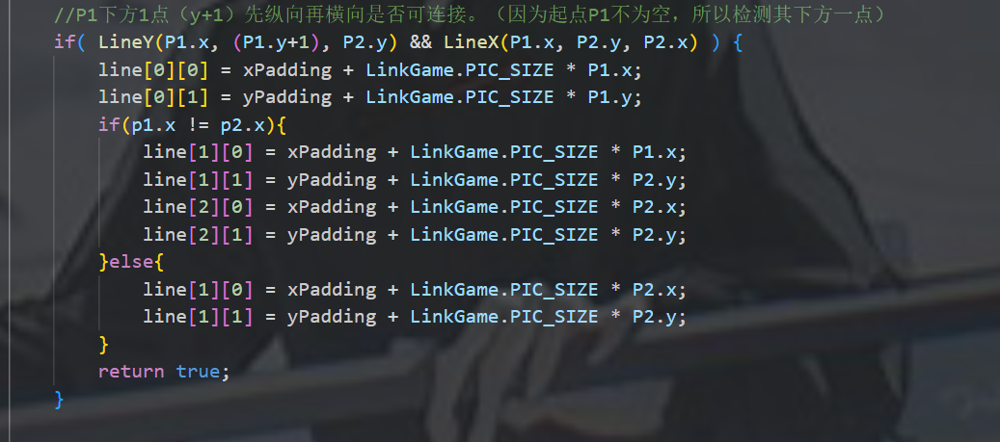 //P1下方1点（y+1）先纵向再横向是否可连接。（因为起点P1不为空，所以检测其下方一点）
if( LineY(P1.x, (P1.y+1), P2.y) && LineX(P1.x, P2.y, P2.x) ) {
line[0][0] = xPadding + LinkGame.PIC_SIZE * P1.x;
line[0][1] = yPadding + LinkGame.PIC_SIZE * P1.y;
if(p1.x != p2.x){
line[1][0] = xPadding + LinkGame.PIC_SIZE * P1.x;
line[1][1] = yPadding + LinkGame.PIC_SIZE * P2.y;
line[2][0] = xPadding + LinkGame.PIC_SIZE * P2.x;
line[2][1] = yPadding + LinkGame.PIC_SIZE * P2.y;
}else{
line[1][0] = xPadding + LinkGame.PIC_SIZE * P2.x;
line[1][1] = yPadding + LinkGame.PIC_SIZE * P2.y;
}
return true;
}